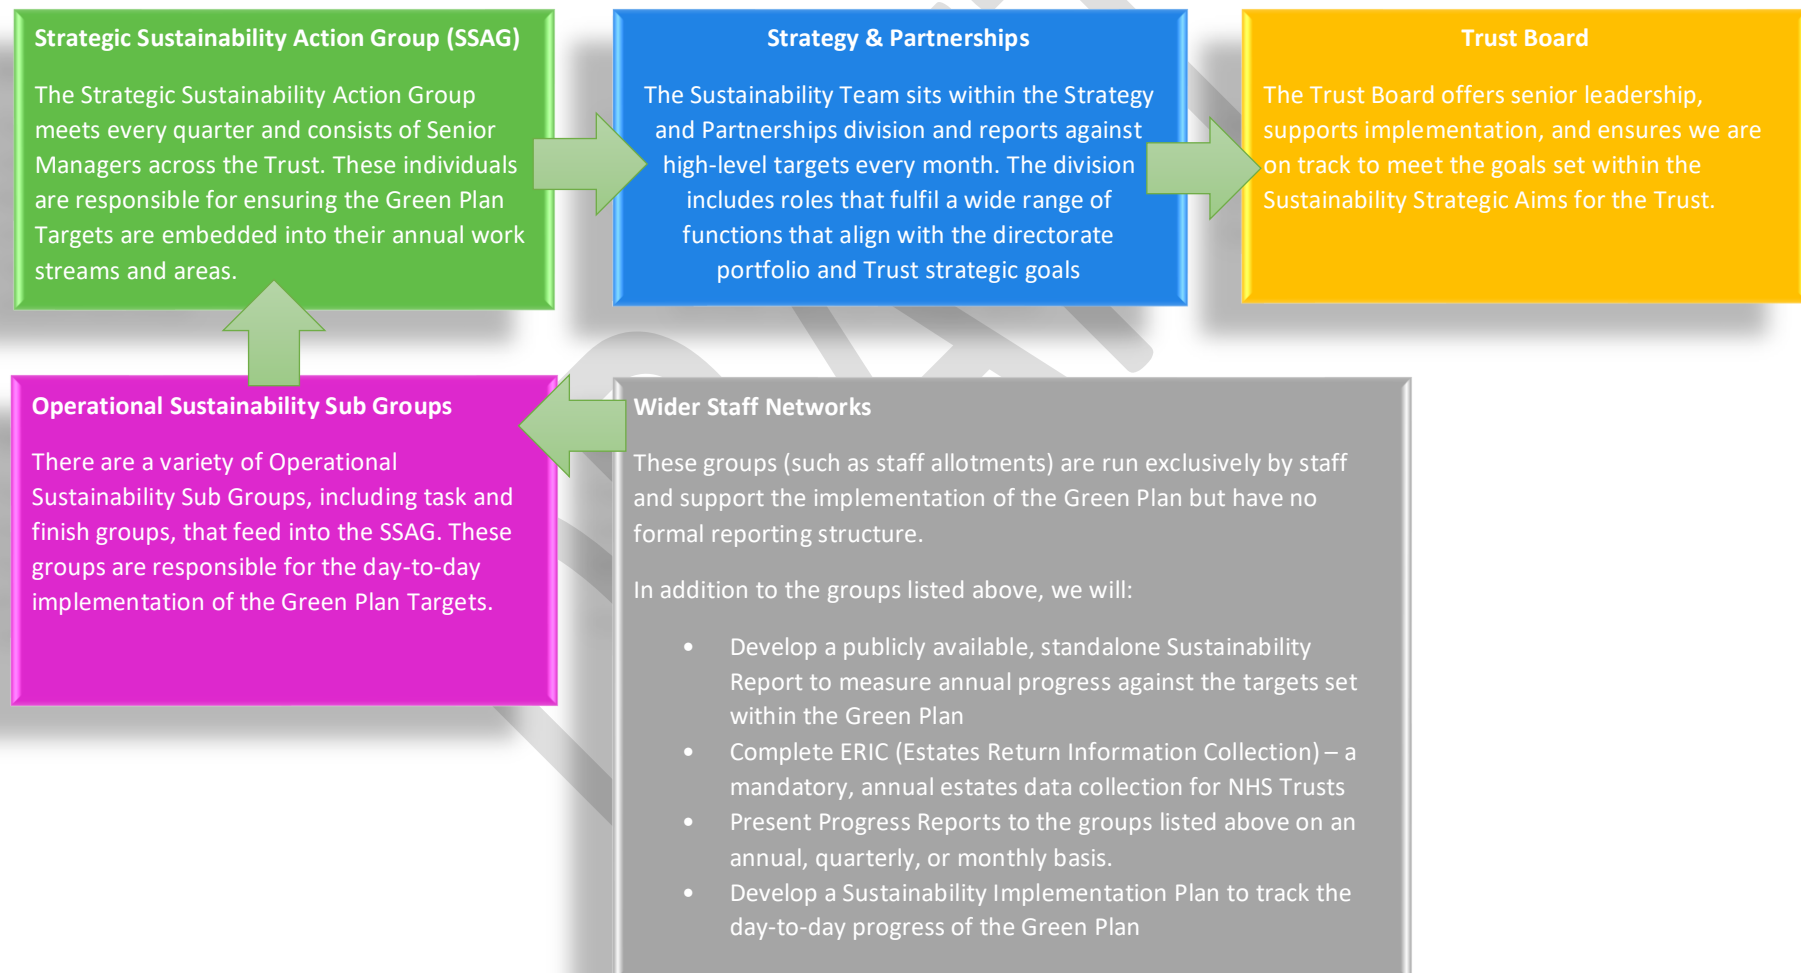 Strategic Sustainability Action Group (SSAG)
The Strategic Sustainability Action Group
meets every quarter and consists of Senior
Managers across the Trust. These individuals
are responsible for ensuring the Green Plan
Targets are embedded into their annual work
streams and areas.
Strategy & Partnerships
The Sustainability Team sits within the Strategy
and Partnerships division and reports against
high-level targets every month. The division
includes roles that fulfil a wide range of
functions that align with the directorate
portfolio and Trust strategic goals
Trust Board
The Trust Board offers senior leadership,
supports implementation, and ensures we are
on track to meet the goals set within the
Sustainability Strategic Aims for the Trust.
Operational Sustainability Sub Groups
There are a variety of Operational
Sustainability Sub Groups, including task and
finish groups, that feed into the SSAG. These
groups are responsible for the day-to-day
implementation of the Green Plan Targets.
Wider Staff Networks
These groups (such as staff allotments) are run exclusively by staff
and support the implementation of the Green Plan but have no
formal reporting structure.
In addition to the groups listed above, we will:
• Develop a publicly available, standalone Sustainability
Report to measure annual progress against the targets set
within the Green Plan
• Complete ERIC (Estates Return Information Collection) – a
mandatory, annual estates data collection for NHS Trusts
• Present Progress Reports to the groups listed above on an
annual, quarterly, or monthly basis.
• Develop a Sustainability Implementation Plan to track the
day-to-day progress of the Green Plan